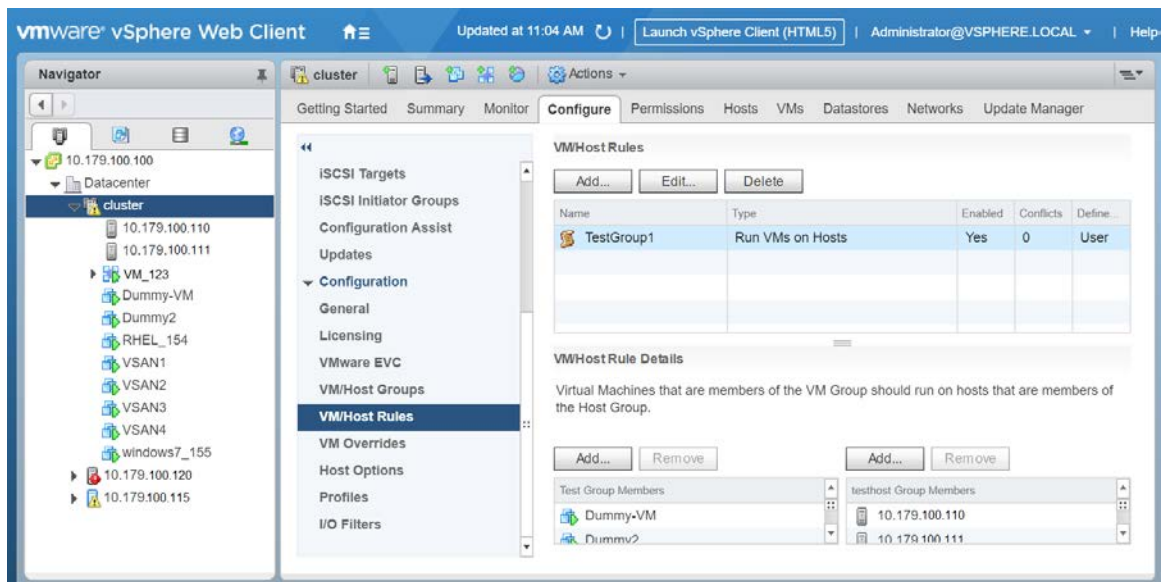 vmware® vSphere Web Client
Updated at 11:04 AM | Launch vSphere Client (HTML5) | Administrator@VSPHERE.LOCAL | Help
Navigator
cluster Actions
Getting Started Summary Monitor Configure Permissions Hosts VMs Datastores Networks Update Manager
10.179.100.100
Datacenter
cluster
10.179.100.110
10.179.100.111
VM_123
Dummy-VM
Dummy2
RHEL_154
VSAN1
VSAN2
VSAN3
VSAN4
windows7_155
10.179.100.120
10.179.100.115
iSCSI Targets
iSCSI Initiator Groups
Configuration Assist
Updates
Configuration
General
Licensing
VMware EVC
VM/Host Groups
VM/Host Rules
VM Overrides
Host Options
Profiles
I/O Filters
VM/Host Rules
Add... Edit... Delete
Name Type Enabled Conflicts Define...
TestGroup1 Run VMs on Hosts Yes 0 User
VM/Host Rule Details
Virtual Machines that are members of the VM Group should run on hosts that are members of
the Host Group.
Add... Remove Add... Remove
Test Group Members testhost Group Members
Dummy-VM 10.179.100.110
Dummy2 10.179.100.111